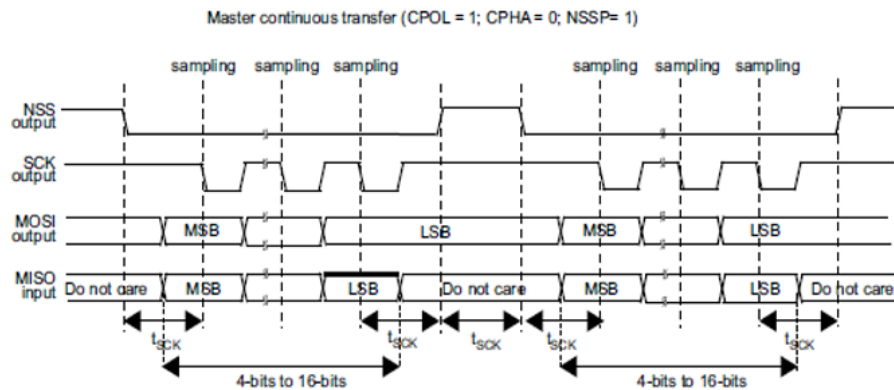 Master continuous transfer (CPOL = 1; CPHA = 0; NSSP= 1)
sampling sampling sampling sampling sampling sampling
NSS
output
SCK
output
MOSI
output
MSB LSB MSB LSB
MISO
input
Do not care MSB LSB Do not care MSB LSB Do not care
tSCK tSCK tSCK tSCK tSCK
4-bits to 16-bits 4-bits to 16-bits